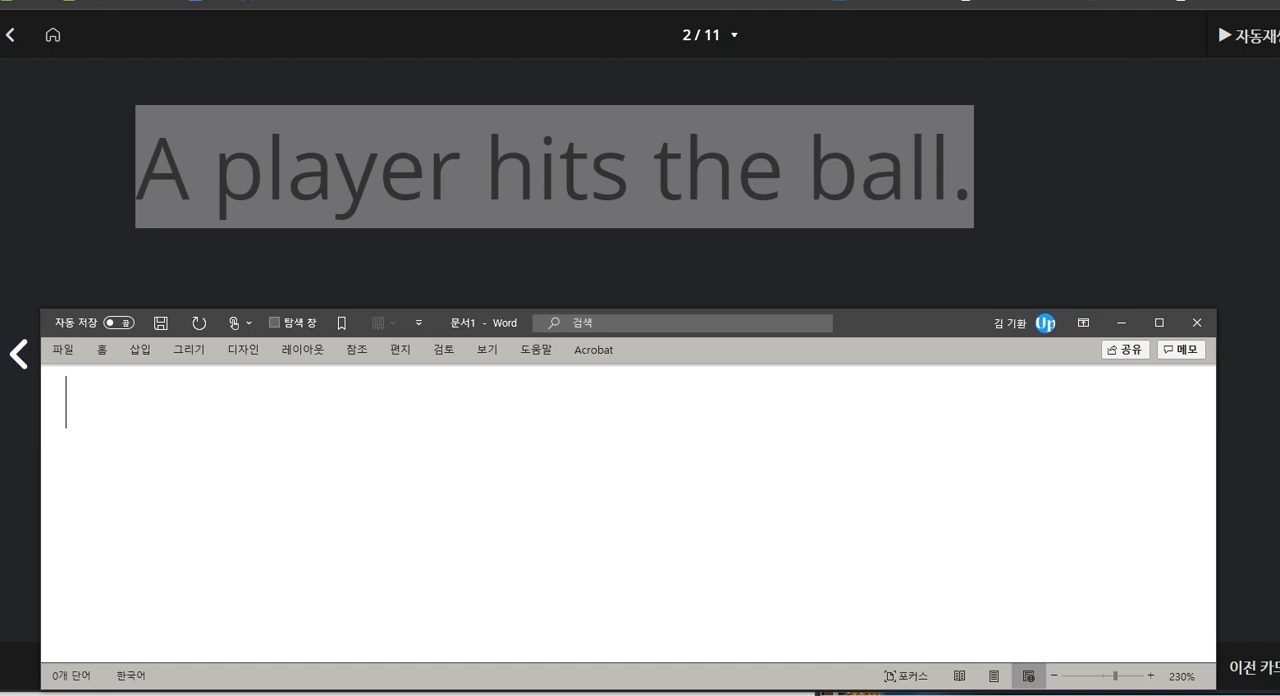 2 / 11
자동재
A player hits the ball.
자동 저장 끔 탐색 창 문서1 - Word 검색 김 기환 Up
파일 홈 삽입 그리기 디자인 레이아웃 참조 편지 검토 보기 도움말 Acrobat 공유 메모
0개 단어 한국어 포커스 230%
이전 카드